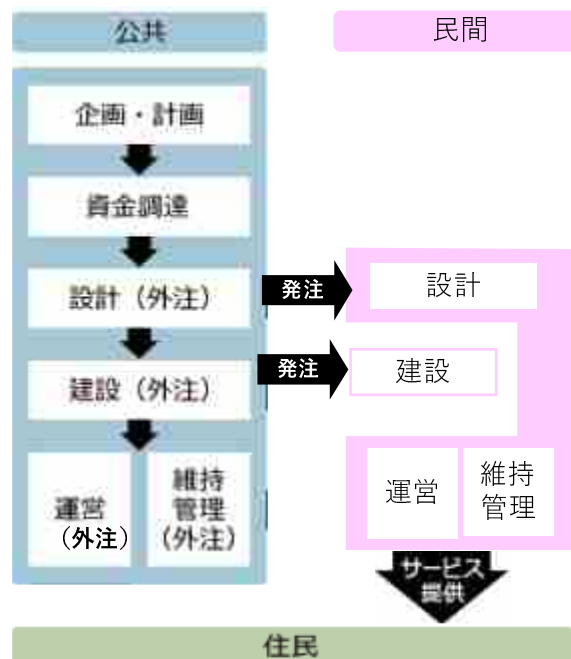 公共
民間
企画・計画
資金調達
設計（外注）
発注
設計
建設（外注）
発注
建設
運営
（外注）
維持
管理
（外注）
運営
維持
管理
サービス
提供
住民